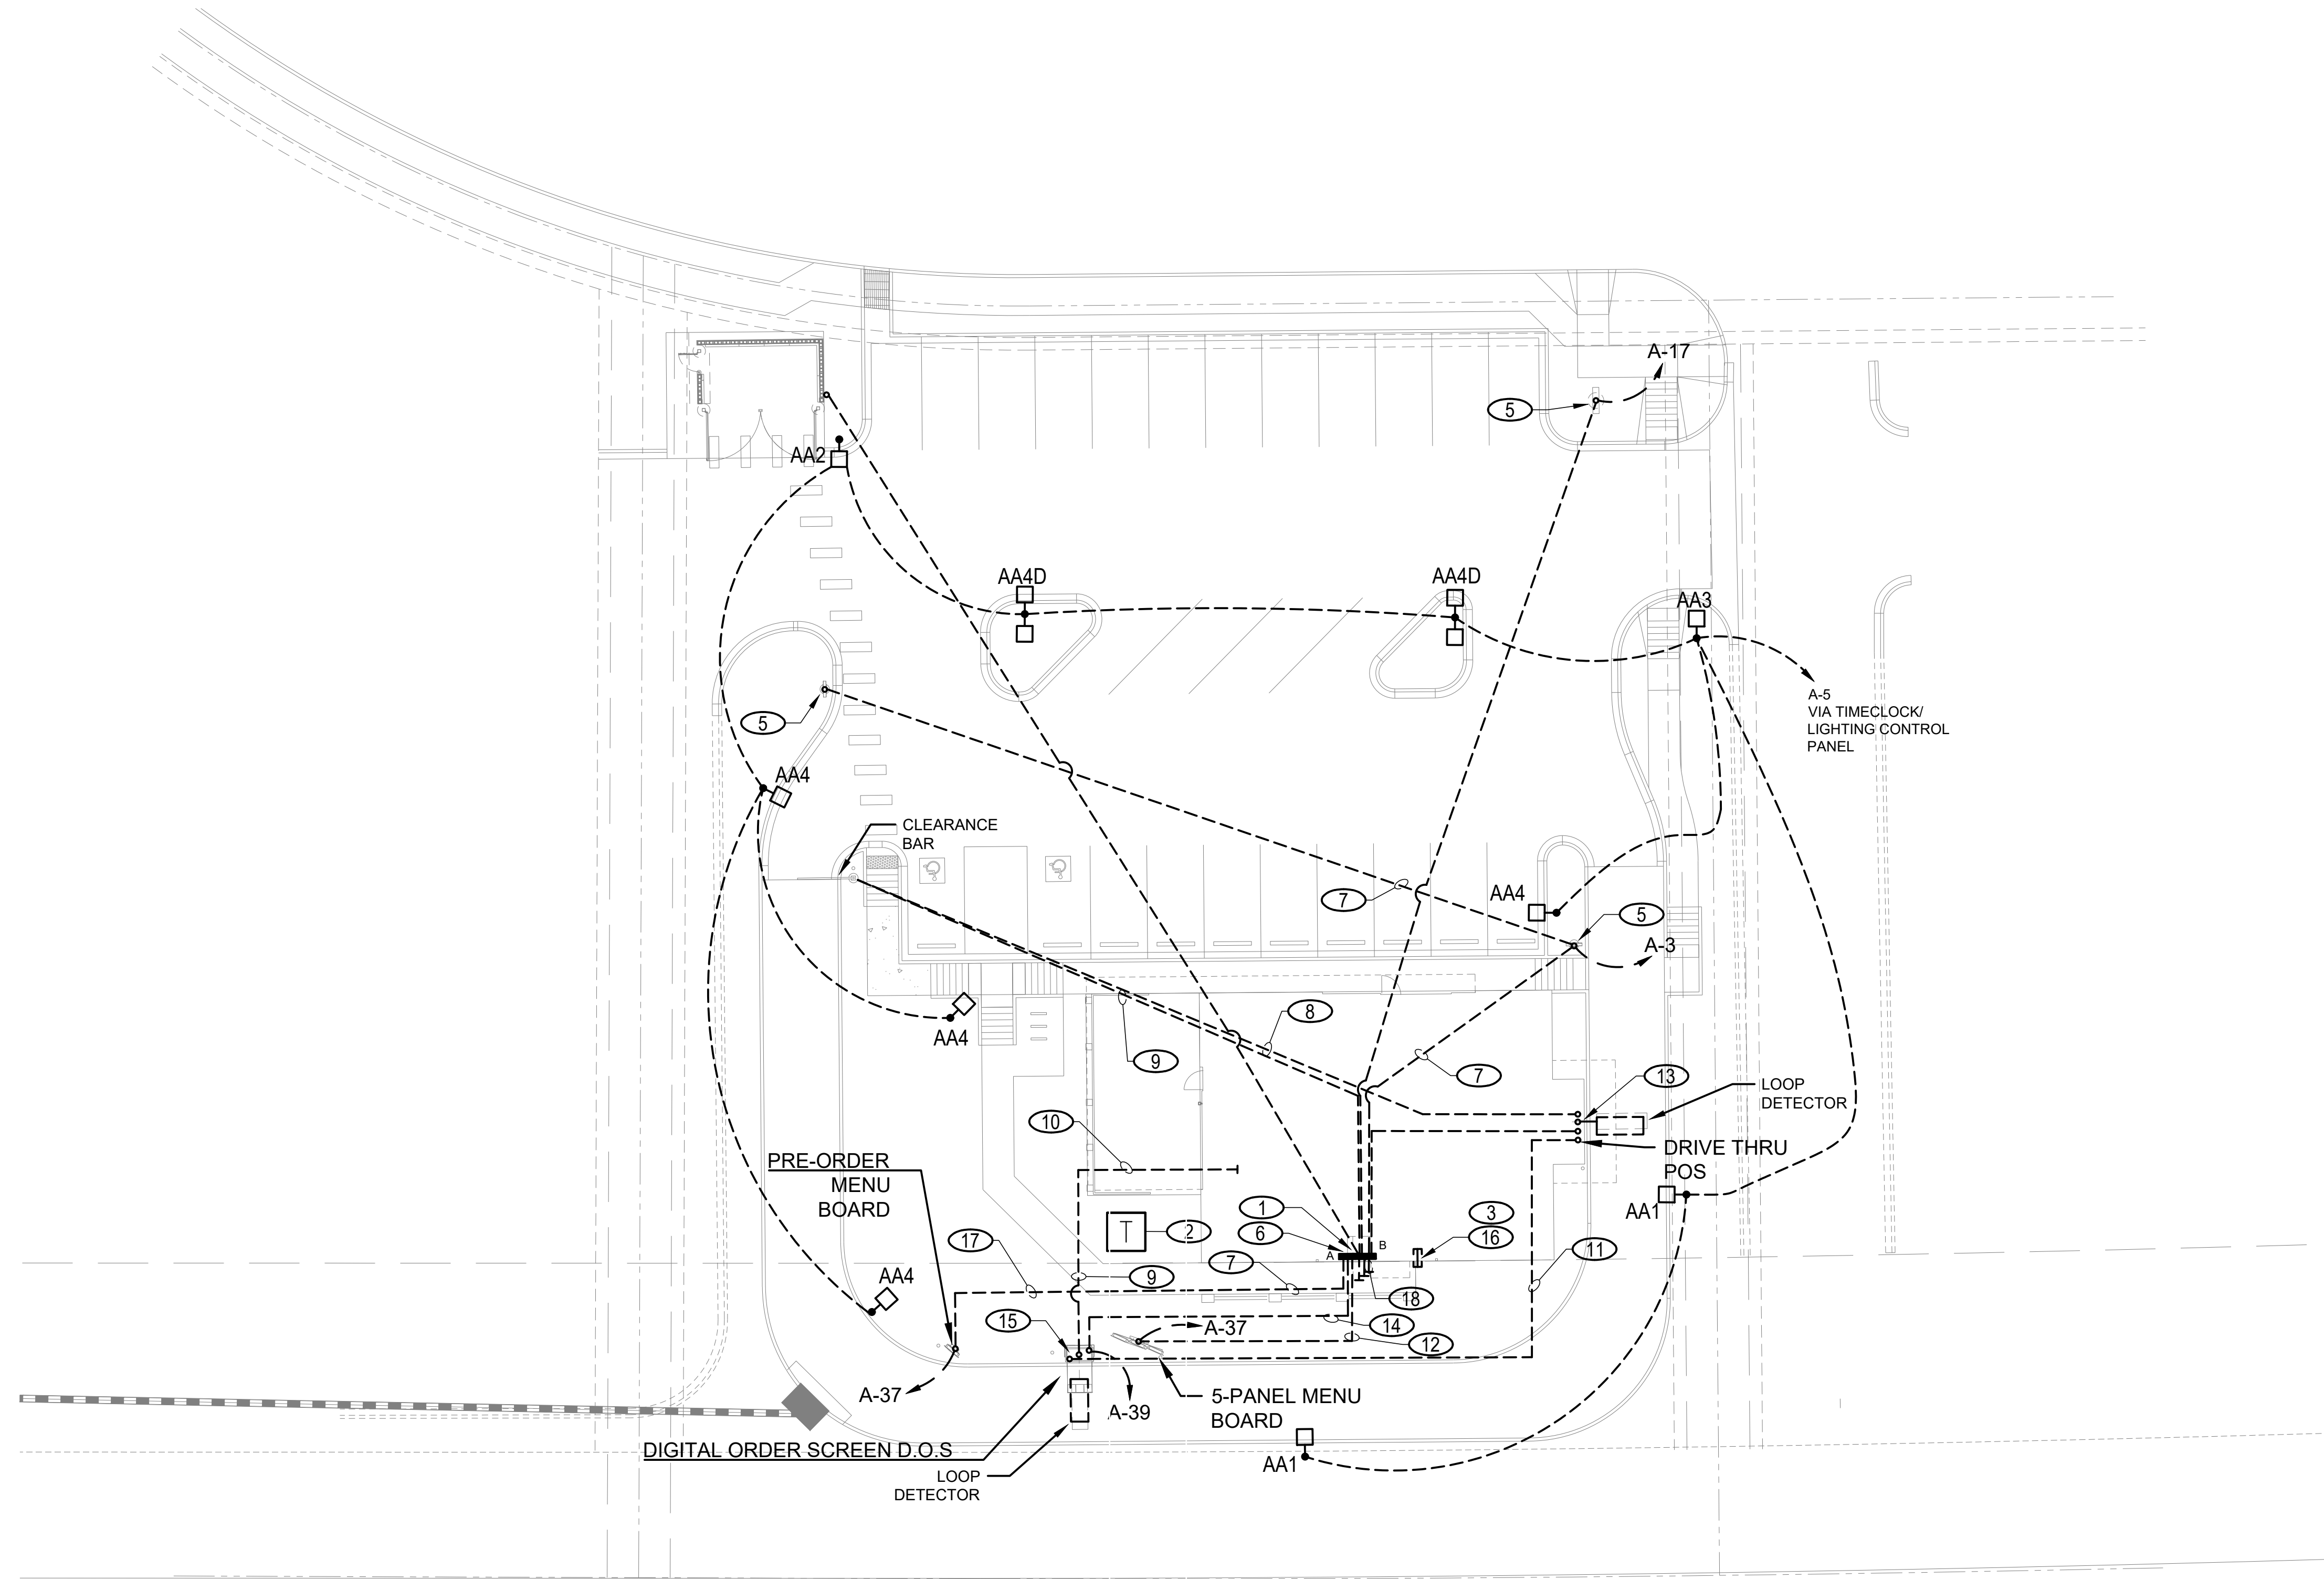 A-17
5
AA2
AA4D
AA4D
AA3
A-5
VIA TIMECLOCK/
LIGHTING CONTROL
PANEL
5
AA4
CLEARANCE
BAR
7
AA4
5
A-3
8
AA4
9
7
13
LOOP
DETECTOR
10
DRIVE THRU
POS
PRE-ORDER
MENU
BOARD
AA1
1
3
T
2
6
16
17
A
B
11
7
AA4
9
18
15
A-37
14
12
A-37
5-PANEL MENU
BOARD
A-39
DIGITAL ORDER SCREEN D.O.S
AA1
LOOP
DETECTOR